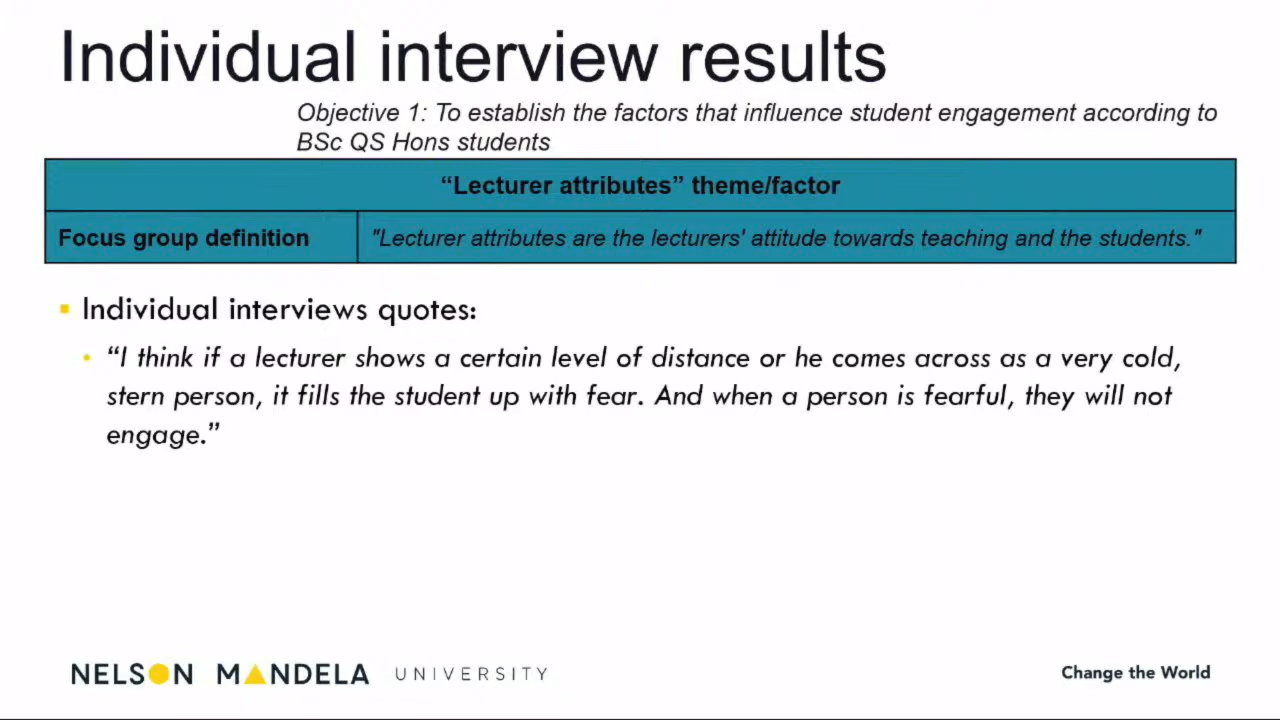 Individual interview results
Objective 1: To establish the factors that influence student engagement according to
BSc QS Hons students
“Lecturer attributes” theme/factor
Focus group definition
"Lecturer attributes are the lecturers' attitude towards teaching and the students."
Individual interviews quotes:
“I think if a lecturer shows a certain level of distance or he comes across as a very cold,
stern person, it fills the student up with fear. And when a person is fearful, they will not
engage.”
NELSON MANDELA UNIVERSITY
Change the World